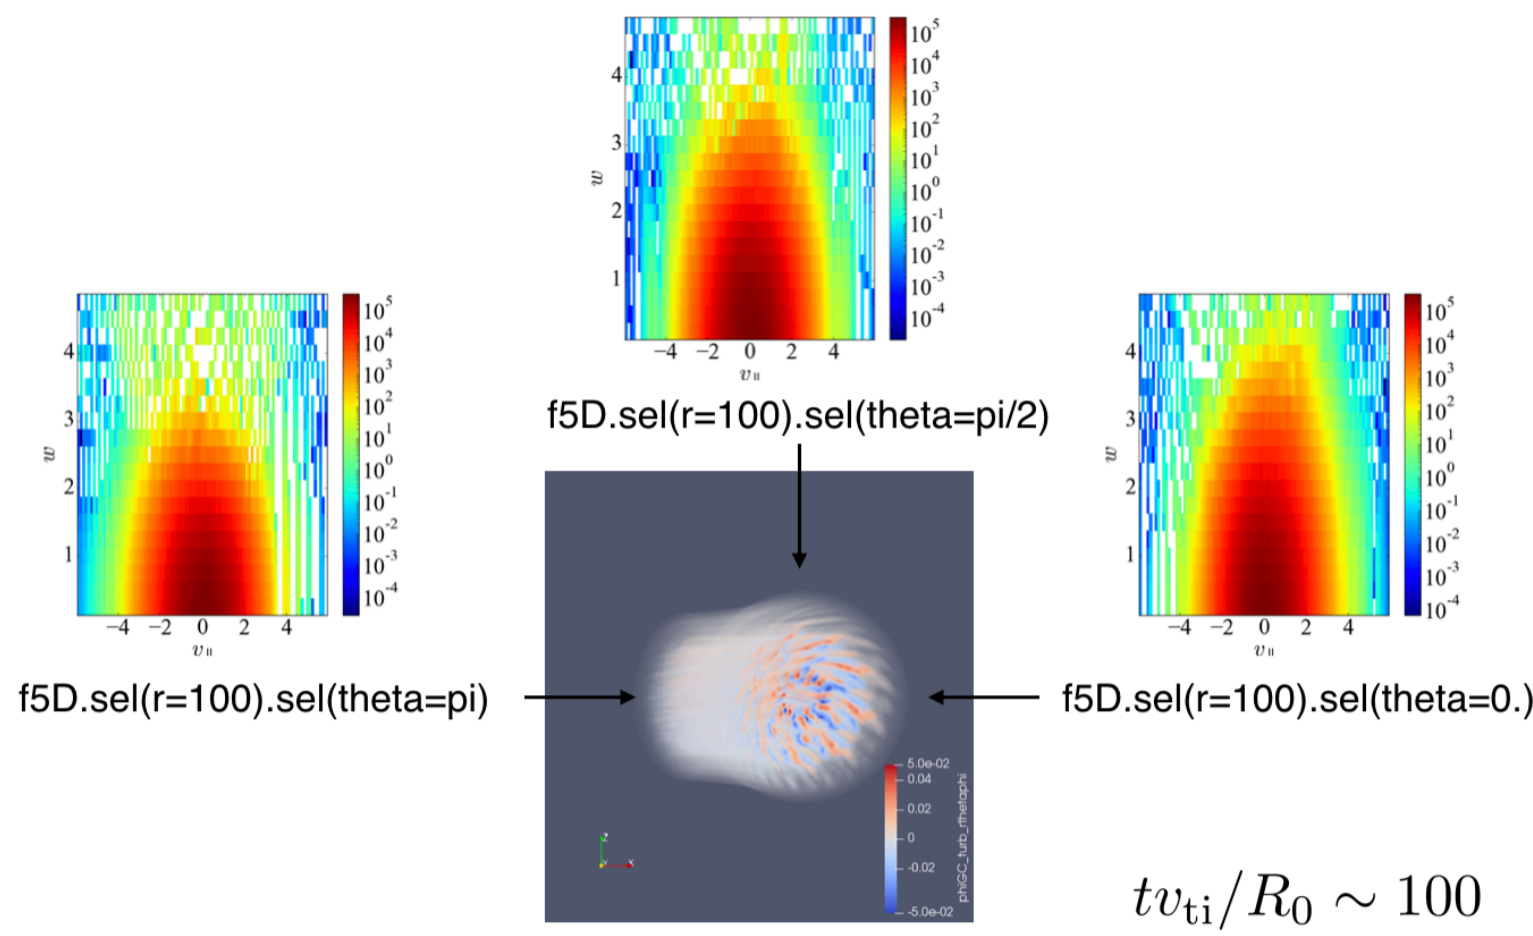 10^5
10^4
10^3
10^2
10^1
10^0
10^-1
10^-2
10^-3
10^-4
4
3
2
1
w
−4 −2 0 2 4
v_∥
f5D.sel(r=100).sel(theta=pi/2)
10^5
10^4
10^3
10^2
10^1
10^0
10^-1
10^-2
10^-3
10^-4
4
3
2
1
w
−4 −2 0 2 4
v_∥
f5D.sel(r=100).sel(theta=pi)
10^5
10^4
10^3
10^2
10^1
10^0
10^-1
10^-2
10^-3
10^-4
4
3
2
1
w
−4 −2 0 2 4
v_∥
f5D.sel(r=100).sel(theta=0.)
5.0e-02
0.04
0.02
0
-0.02
-5.0e-02
phiGC_turb_rthetaphi
Z
Y X
tv_ti/R_0 ∼ 100